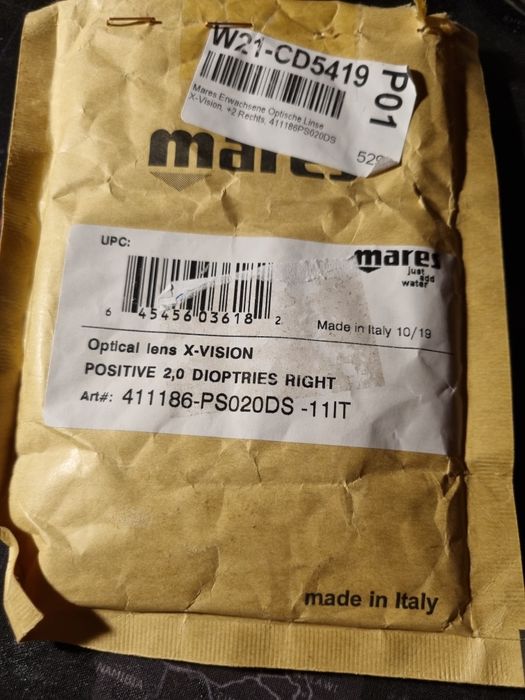 W21-CD5419
P01
Mares Erwachsene Optische Linse
X-Vision, +2 Rechts, 411186PS020DS
529
mares
UPC:
mares
just
add
water
6 45456 03618 2
Made in Italy 10/19
Optical lens X-VISION
POSITIVE 2,0 DIOPTRIES RIGHT
Art#: 411186-PS020DS -11IT
made in Italy
NAMIBIA